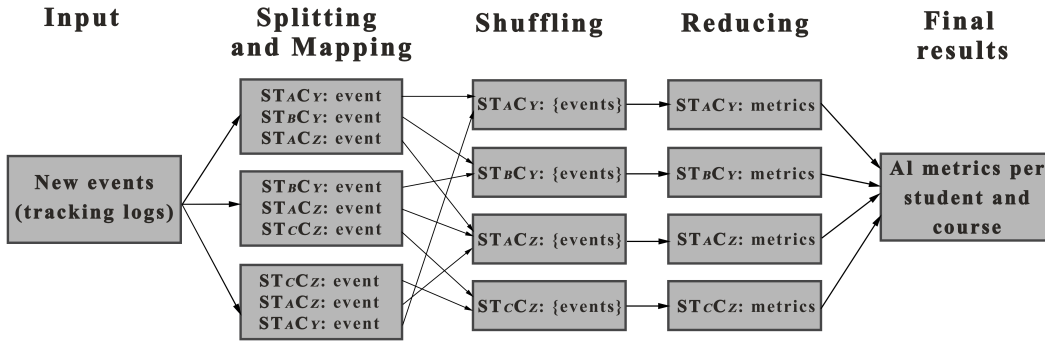 Input
Splitting
and Mapping
Shuffling
Reducing
Final
results
New events
(tracking logs)
STACY: event
STBCY: event
STACZ: event
STBCY: event
STACZ: event
STCCZ: event
STCCZ: event
STACZ: event
STACY: event
STACY: {events}
STBCY: {events}
STACZ: {events}
STCCZ: {events}
STACY: metrics
STBCY: metrics
STACZ: metrics
STCCZ: metrics
Al metrics per
student and
course